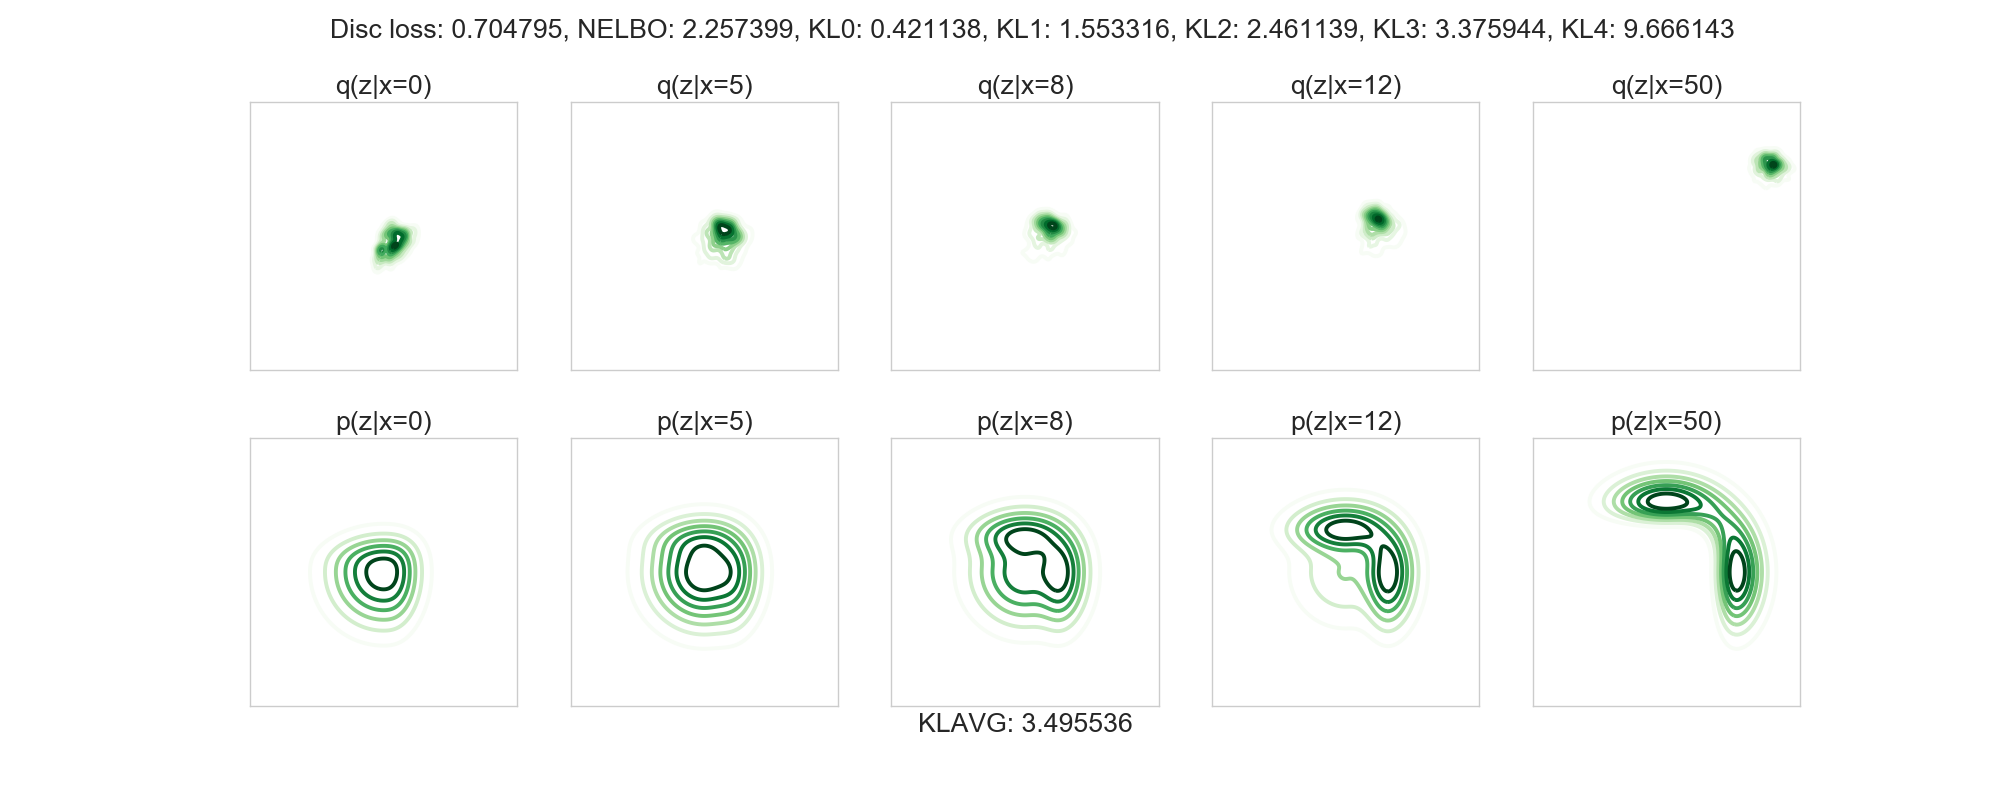 Disc loss: 0.704795, NELBO: 2.257399, KL0: 0.421138, KL1: 1.553316, KL2: 2.461139, KL3: 3.375944, KL4: 9.666143
q(z|x=0) q(z|x=5) q(z|x=8) q(z|x=12) q(z|x=50)
p(z|x=0) p(z|x=5) p(z|x=8) p(z|x=12) p(z|x=50)
KLAVG: 3.495536